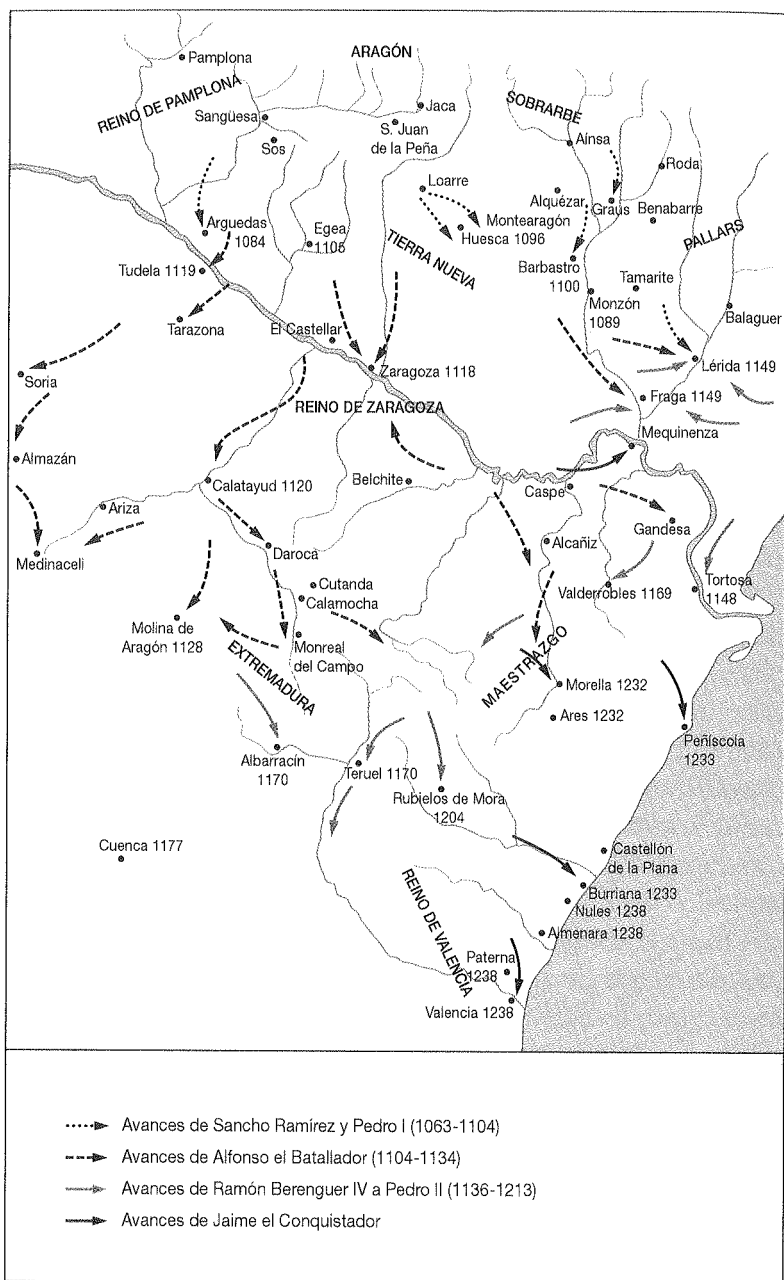 Pamplona
ARAGÓN
REINO DE PAMPLONA
Jaca
SOBRARBE
Sangüesa
S. Juan
de la Peña
Sos
Aínsa
Roda
Loarre
Alquézar
Graus
Benabarre
Arguedas
1084
Egea
1105
Montearagón
Huesca 1096
PALLARS
TIERRA NUEVA
Tudela 1119
Barbastro
1100
Tamarite
Monzón
1089
Tarazona
Balaguer
El Castellar
Soria
Zaragoza 1118
Lérida 1149
REINO DE ZARAGOZA
Fraga 1149
Mequinenza
Almazán
Calatayud 1120
Belchite
Caspe
Ariza
Gandesa
Medinaceli
Daroca
Alcañiz
Cutanda
Calamocha
Valderrobles 1169
Tortosa
1148
Molina de
Aragón 1128
Monreal
del Campo
EXTREMADURA
MAESTRAZGO
Morella 1232
Ares 1232
Peñíscola
1233
Albarracín
1170
Teruel 1170
Rubielos de Mora
1204
Cuenca 1177
Castellón
de la Plana
REINO DE VALENCIA
Burriana 1233
Nules 1238
Almenara 1238
Paterna
1238
Valencia 1238
Avances de Sancho Ramírez y Pedro I (1063-1104)
Avances de Alfonso el Batallador (1104-1134)
Avances de Ramón Berenguer IV a Pedro II (1136-1213)
Avances de Jaime el Conquistador